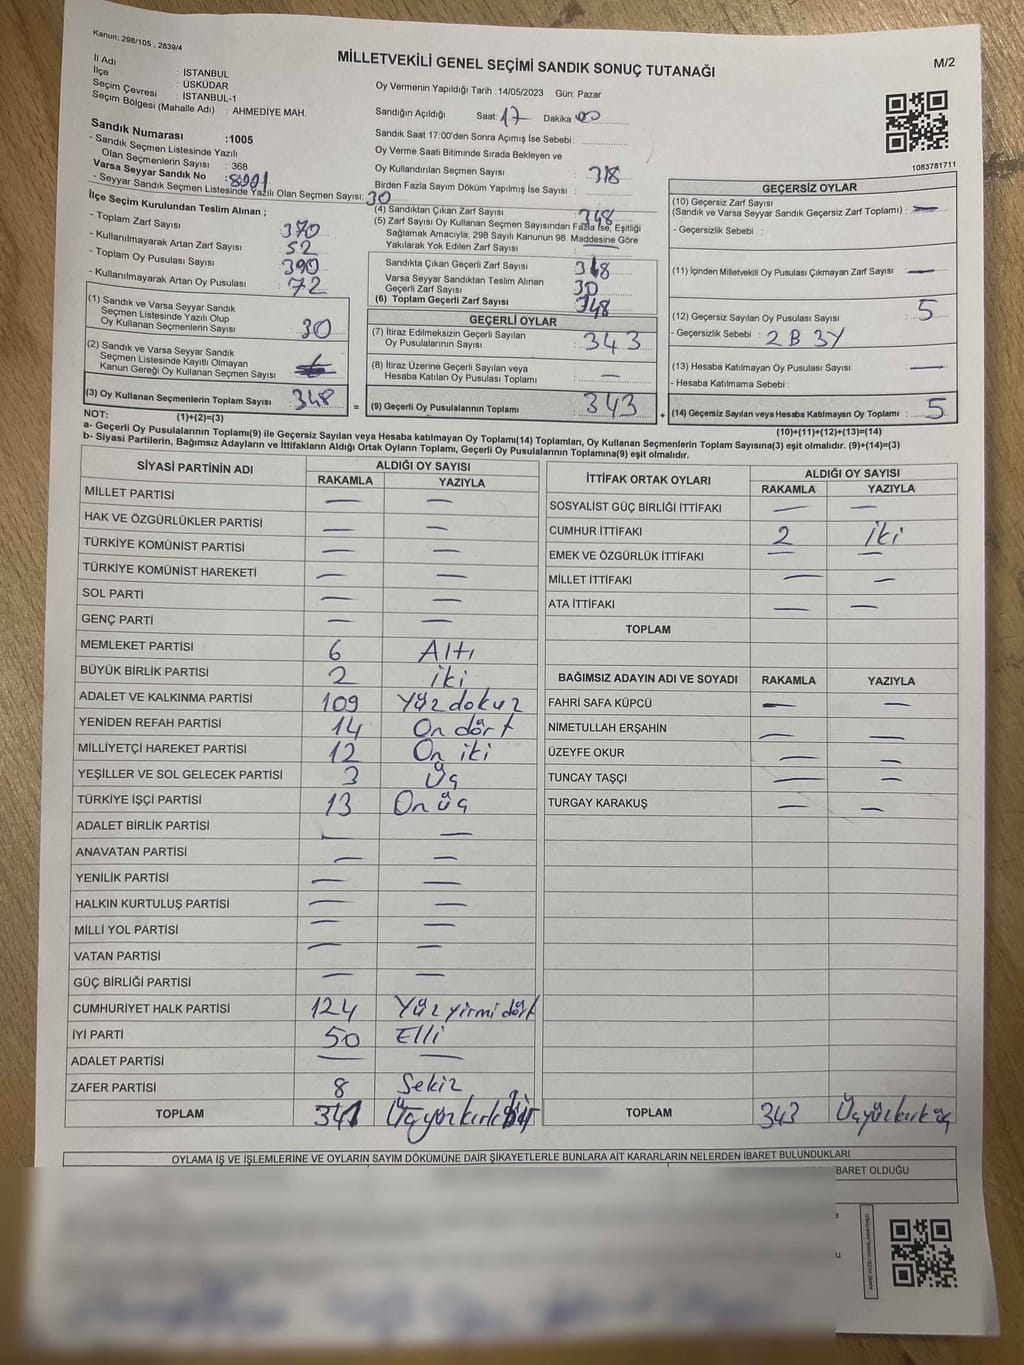 Kanun, 298/105 , 2839/4
MİLLETVEKİLİ GENEL SEÇİMİ SANDIK SONUÇ TUTANAĞI
M/2
İl Adı : İSTANBUL
İlçe : ÜSKÜDAR
Seçim Çevresi : İSTANBUL-1
Seçim Bölgesi (Mahalle Adı) : AHMEDİYE MAH.
Oy Vermenin Yapıldığı Tarih : 14/05/2023 Gün: Pazar
Sandığın Açıldığı Saat: 17 Dakika 00
Sandık Saat 17:00'den Sonra Açımış İse Sebebi :
Oy Verme Saati Bitiminde Sırada Bekleyen ve
Oy Kullandırılan Seçmen Sayısı : 318
Birden Fazla Sayım Döküm Yapılmış İse Sayısı :
1083781711
Sandık Numarası :1005
- Sandık Seçmen Listesinde Yazılı
Olan Seçmenlerin Sayısı : 368
Varsa Seyyar Sandık No : 8001
- Seyyar Sandık Seçmen Listesinde Yazılı Olan Seçmen Sayısı: 30
İlçe Seçim Kurulundan Teslim Alınan ;
- Toplam Zarf Sayısı : 370
- Kullanılmayarak Artan Zarf Sayısı : 52
- Toplam Oy Pusulası Sayısı : 390
- Kullanılmayarak Artan Oy Pusulası : 72
(1) Sandık ve Varsa Seyyar Sandık
Seçmen Listesinde Yazılı Olup
Oy Kullanan Seçmenlerin Sayısı : 30
(2) Sandık ve Varsa Seyyar Sandık
Seçmen Listesinde Kayıtlı Olmayan
Kanun Gereği Oy Kullanan Seçmen Sayısı :
(3) Oy Kullanan Seçmenlerin Toplam Sayısı : 348
(1)+(2)=(3)
(4) Sandıktan Çıkan Zarf Sayısı : 348
(5) Zarf Sayısı Oy Kullanan Seçmen Sayısından Fazla İse, Eşitliği
Sağlamak Amacıyla, 298 Sayılı Kanunun 98. Maddesine Göre
Yakılarak Yok Edilen Zarf Sayısı :
Sandıkta Çıkan Geçerli Zarf Sayısı : 318
Varsa Seyyar Sandıktan Teslim Alınan
Geçerli Zarf Sayısı : 30
(6) Toplam Geçerli Zarf Sayısı : 348
GEÇERLİ OYLAR
(7) İtiraz Edilmeksizin Geçerli Sayılan
Oy Pusulalarının Sayısı : 343
(8) İtiraz Üzerine Geçerli Sayılan veya
Hesaba Katılan Oy Pusulası Toplamı : —
= (9) Geçerli Oy Pusulalarının Toplamı : 343
GEÇERSİZ OYLAR
(10) Geçersiz Zarf Sayısı
(Sandık ve Varsa Seyyar Sandık Geçersiz Zarf Toplamı) : —
- Geçersizlik Sebebi :
(11) İçinden Milletvekili Oy Pusulası Çıkmayan Zarf Sayısı : —
(12) Geçersiz Sayılan Oy Pusulası Sayısı : 5
- Geçersizlik Sebebi : 2 B 3Y
(13) Hesaba Katılmayan Oy Pusulası Sayısı : —
- Hesaba Katılmama Sebebi :
+ (14) Geçersiz Sayılan veya Hesaba Katılmayan Oy Toplamı : 5
(10)+(11)+(12)+(13)=(14)
NOT:
a- Geçerli Oy Pusulalarının Toplamı(9) ile Geçersiz Sayılan veya Hesaba katılmayan Oy Toplamı(14) Toplamları, Oy Kullanan Seçmenlerin Toplam Sayısına(3) eşit olmalıdır. (9)+(14)=(3)
b- Siyasi Partilerin, Bağımsız Adayların ve İttifakların Aldığı Ortak Oyların Toplamı, Geçerli Oy Pusulalarının Toplamına(9) eşit olmalıdır.
SİYASİ PARTİNİN ADI ALDIĞI OY SAYISI
RAKAMLA YAZIYLA
MİLLET PARTİSİ — —
HAK VE ÖZGÜRLÜKLER PARTİSİ — —
TÜRKİYE KOMÜNİST PARTİSİ — —
TÜRKİYE KOMÜNİST HAREKETİ — —
SOL PARTİ — —
GENÇ PARTİ — —
MEMLEKET PARTİSİ 6 Altı
BÜYÜK BİRLİK PARTİSİ 2 iki
ADALET VE KALKINMA PARTİSİ 109 Yüz dokuz
YENİDEN REFAH PARTİSİ 14 On dört
MİLLİYETÇİ HAREKET PARTİSİ 12 On iki
YEŞİLLER VE SOL GELECEK PARTİSİ 3 Üç
TÜRKİYE İŞÇİ PARTİSİ 13 On üç
ADALET BİRLİK PARTİSİ — —
ANAVATAN PARTİSİ — —
YENİLİK PARTİSİ — —
HALKIN KURTULUŞ PARTİSİ — —
MİLLİ YOL PARTİSİ — —
VATAN PARTİSİ — —
GÜÇ BİRLİĞİ PARTİSİ — —
CUMHURİYET HALK PARTİSİ 124 Yüz yirmi dört
İYİ PARTİ 50 Elli
ADALET PARTİSİ — —
ZAFER PARTİSİ 8 Sekiz
TOPLAM 341 Üçyüzkırkbir
İTTİFAK ORTAK OYLARI ALDIĞI OY SAYISI
RAKAMLA YAZIYLA
SOSYALİST GÜÇ BİRLİĞİ İTTİFAKI — —
CUMHUR İTTİFAKI 2 iki
EMEK VE ÖZGÜRLÜK İTTİFAKI — —
MİLLET İTTİFAKI — —
ATA İTTİFAKI — —
TOPLAM
BAĞIMSIZ ADAYIN ADI VE SOYADI RAKAMLA YAZIYLA
FAHRİ SAFA KÜPCÜ — —
NİMETULLAH ERŞAHİN — —
ÜZEYFE OKUR — —
TUNCAY TAŞÇI — —
TURGAY KARAKUŞ — —
TOPLAM 343 Üçyüzkırküç
OYLAMA İŞ VE İŞLEMLERİNE VE OYLARIN SAYIM DÖKÜMÜNE DAİR ŞİKAYETLERLE BUNLARA AİT KARARLARIN NELERDEN İBARET BULUNDUKLARI
İBARET OLDUĞU